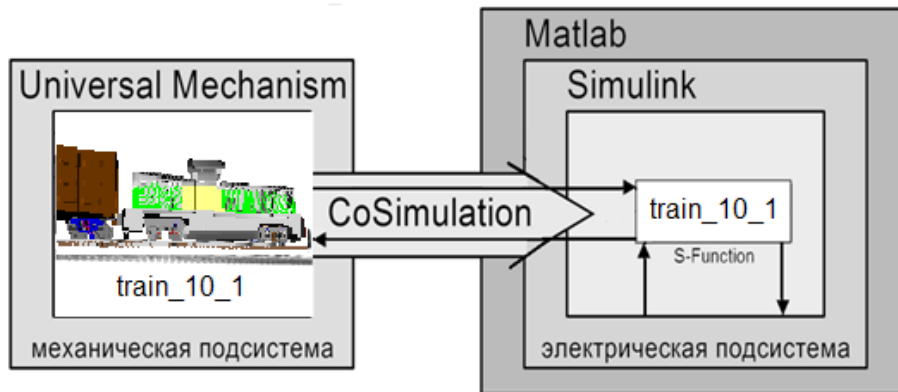 Universal Mechanism
train_10_1
механическая подсистема
CoSimulation
Matlab
Simulink
train_10_1
S-Function
электрическая подсистема